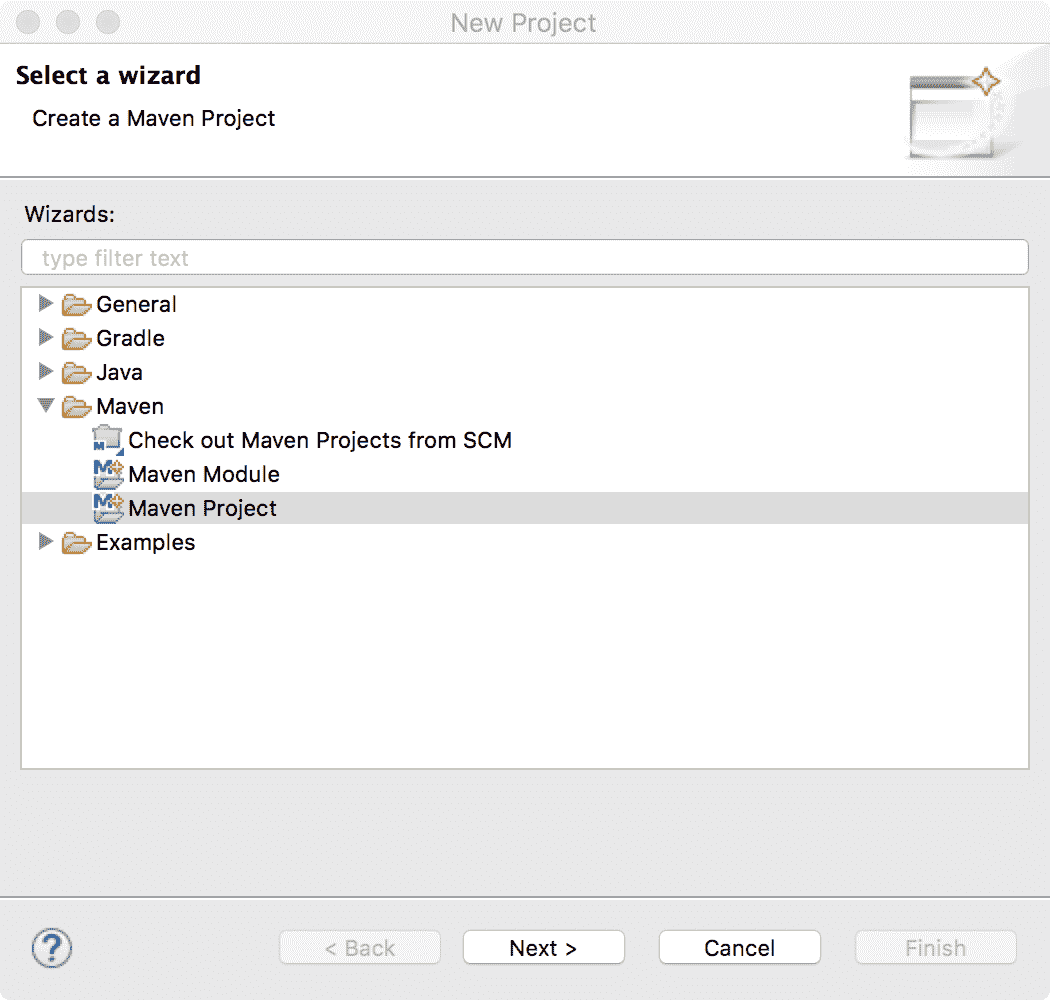 New Project
Select a wizard
Create a Maven Project
Wizards:
type filter text
General
Gradle
Java
Maven
Check out Maven Projects from SCM
Maven Module
Maven Project
Examples
? < Back Next > Cancel Finish